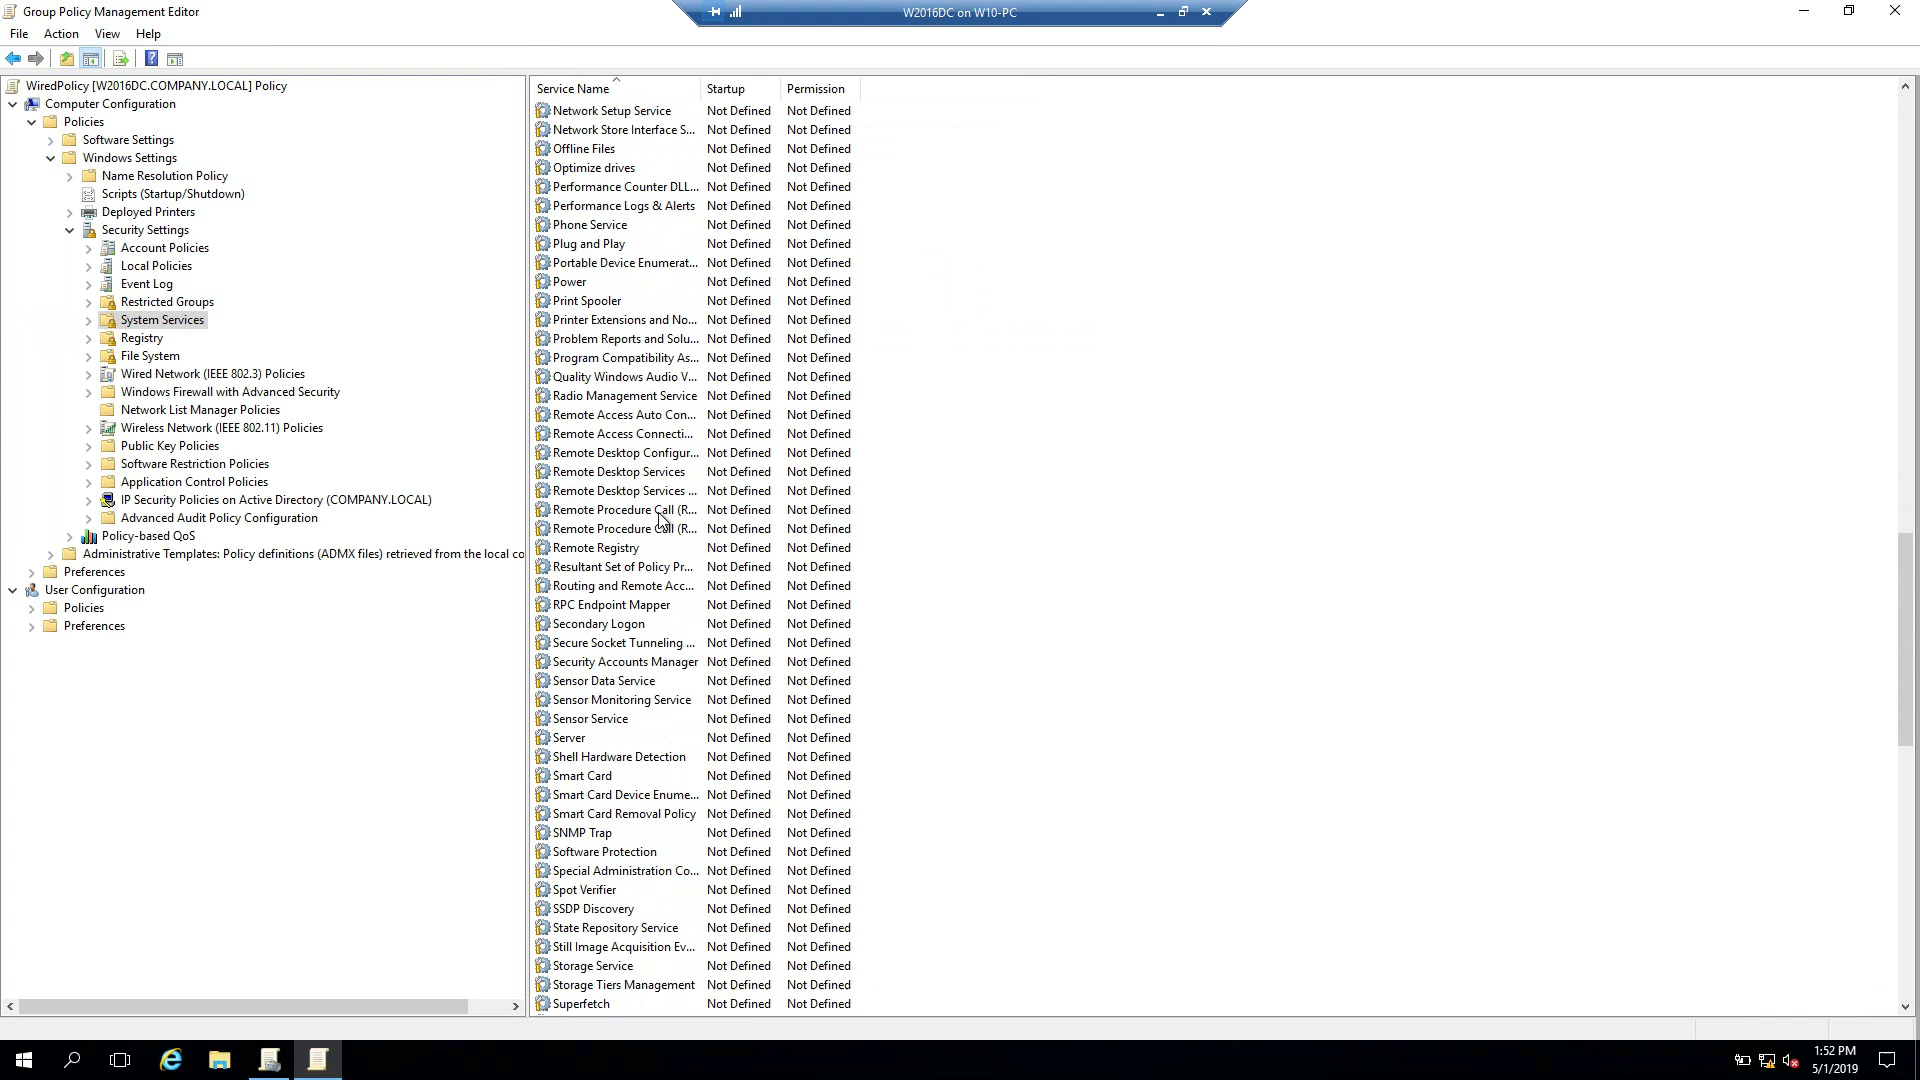 Group Policy Management Editor
W2016DC on W10-PC
File Action View Help
WiredPolicy [W2016DC.COMPANY.LOCAL] Policy
Computer Configuration
Policies
Software Settings
Windows Settings
Name Resolution Policy
Scripts (Startup/Shutdown)
Deployed Printers
Security Settings
Account Policies
Local Policies
Event Log
Restricted Groups
System Services
Registry
File System
Wired Network (IEEE 802.3) Policies
Windows Firewall with Advanced Security
Network List Manager Policies
Wireless Network (IEEE 802.11) Policies
Public Key Policies
Software Restriction Policies
Application Control Policies
IP Security Policies on Active Directory (COMPANY.LOCAL)
Advanced Audit Policy Configuration
Policy-based QoS
Administrative Templates: Policy definitions (ADMX files) retrieved from the local co
Preferences
User Configuration
Policies
Preferences
Service Name Startup Permission
Network Setup Service Not Defined Not Defined
Network Store Interface S... Not Defined Not Defined
Offline Files Not Defined Not Defined
Optimize drives Not Defined Not Defined
Performance Counter DLL... Not Defined Not Defined
Performance Logs & Alerts Not Defined Not Defined
Phone Service Not Defined Not Defined
Plug and Play Not Defined Not Defined
Portable Device Enumerat... Not Defined Not Defined
Power Not Defined Not Defined
Print Spooler Not Defined Not Defined
Printer Extensions and No... Not Defined Not Defined
Problem Reports and Solu... Not Defined Not Defined
Program Compatibility As... Not Defined Not Defined
Quality Windows Audio V... Not Defined Not Defined
Radio Management Service Not Defined Not Defined
Remote Access Auto Con... Not Defined Not Defined
Remote Access Connecti... Not Defined Not Defined
Remote Desktop Configur... Not Defined Not Defined
Remote Desktop Services Not Defined Not Defined
Remote Desktop Services ... Not Defined Not Defined
Remote Procedure Call (R... Not Defined Not Defined
Remote Procedure Call (R... Not Defined Not Defined
Remote Registry Not Defined Not Defined
Resultant Set of Policy Pr... Not Defined Not Defined
Routing and Remote Acc... Not Defined Not Defined
RPC Endpoint Mapper Not Defined Not Defined
Secondary Logon Not Defined Not Defined
Secure Socket Tunneling ... Not Defined Not Defined
Security Accounts Manager Not Defined Not Defined
Sensor Data Service Not Defined Not Defined
Sensor Monitoring Service Not Defined Not Defined
Sensor Service Not Defined Not Defined
Server Not Defined Not Defined
Shell Hardware Detection Not Defined Not Defined
Smart Card Not Defined Not Defined
Smart Card Device Enume... Not Defined Not Defined
Smart Card Removal Policy Not Defined Not Defined
SNMP Trap Not Defined Not Defined
Software Protection Not Defined Not Defined
Special Administration Co... Not Defined Not Defined
Spot Verifier Not Defined Not Defined
SSDP Discovery Not Defined Not Defined
State Repository Service Not Defined Not Defined
Still Image Acquisition Ev... Not Defined Not Defined
Storage Service Not Defined Not Defined
Storage Tiers Management Not Defined Not Defined
Superfetch Not Defined Not Defined
1:52 PM
5/1/2019